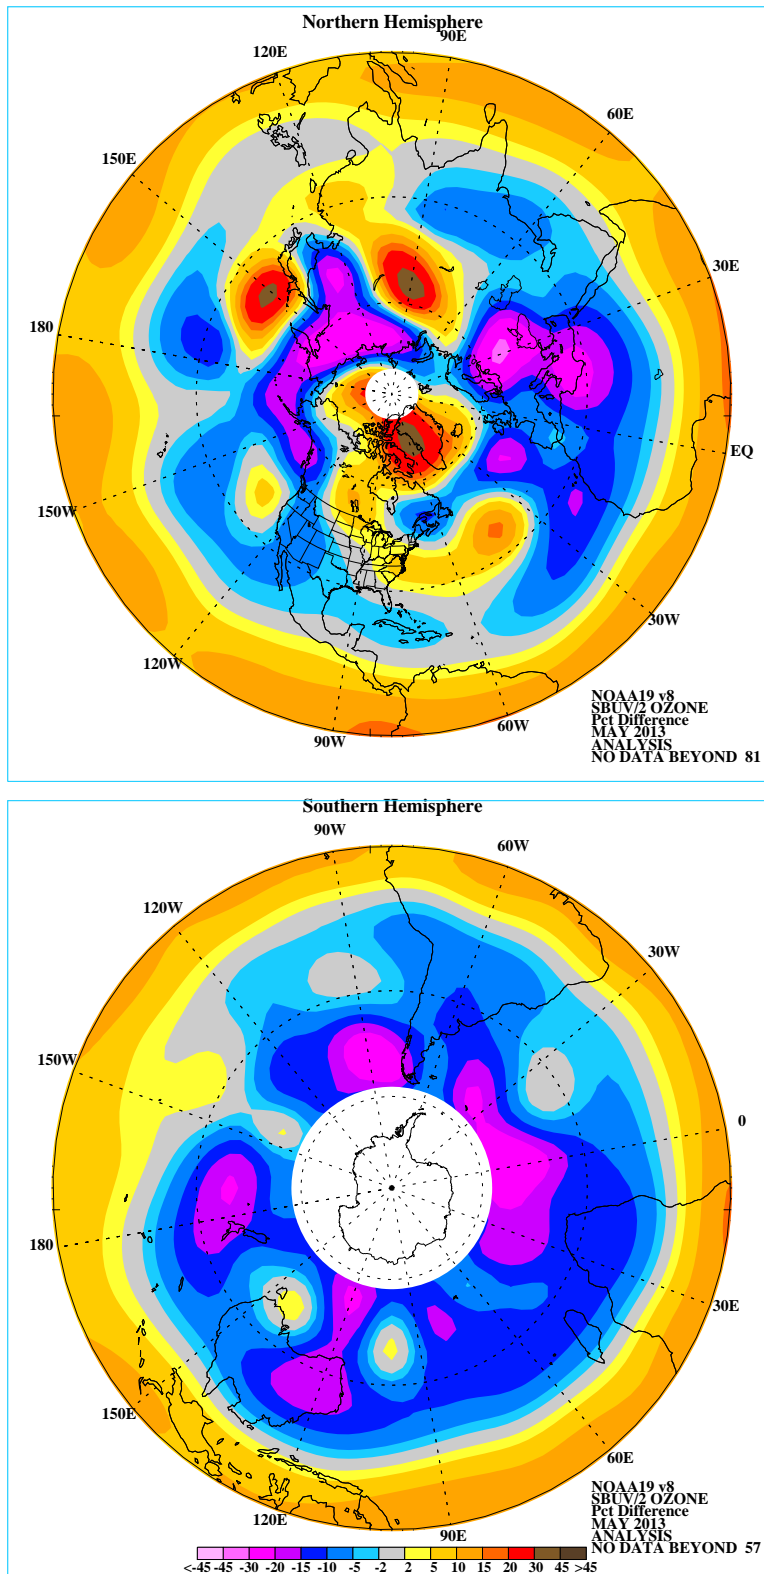 Northern Hemisphere
90E
120E
60E
150E
30E
180
EQ
150W
30W
120W
60W
90W
NOAA19 v8
SBUV/2 OZONE
Pct Difference
MAY 2013
ANALYSIS
NO DATA BEYOND 81
Southern Hemisphere
90W
60W
120W
30W
150W
0
180
30E
150E
60E
120E
90E
NOAA19 v8
SBUV/2 OZONE
Pct Difference
MAY 2013
ANALYSIS
NO DATA BEYOND 57
<-45 -45 -30 -20 -15 -10 -5 -2 2 5 10 15 20 30 45 >45